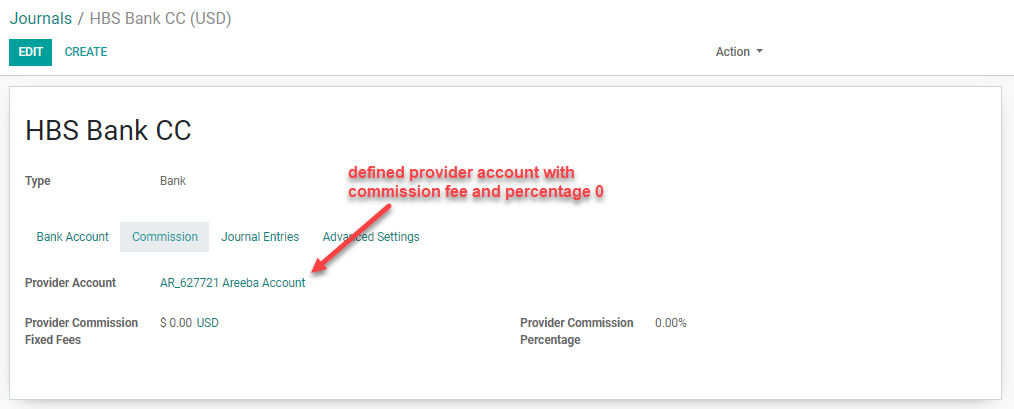 Journals / HBS Bank CC (USD)
EDIT CREATE Action
HBS Bank CC
Type Bank
defined provider account with
commission fee and percentage 0
Bank Account Commission Journal Entries Advanced Settings
Provider Account AR_627721 Areeba Account
Provider Commission $ 0.00 USD Provider Commission 0.00%
Fixed Fees Percentage